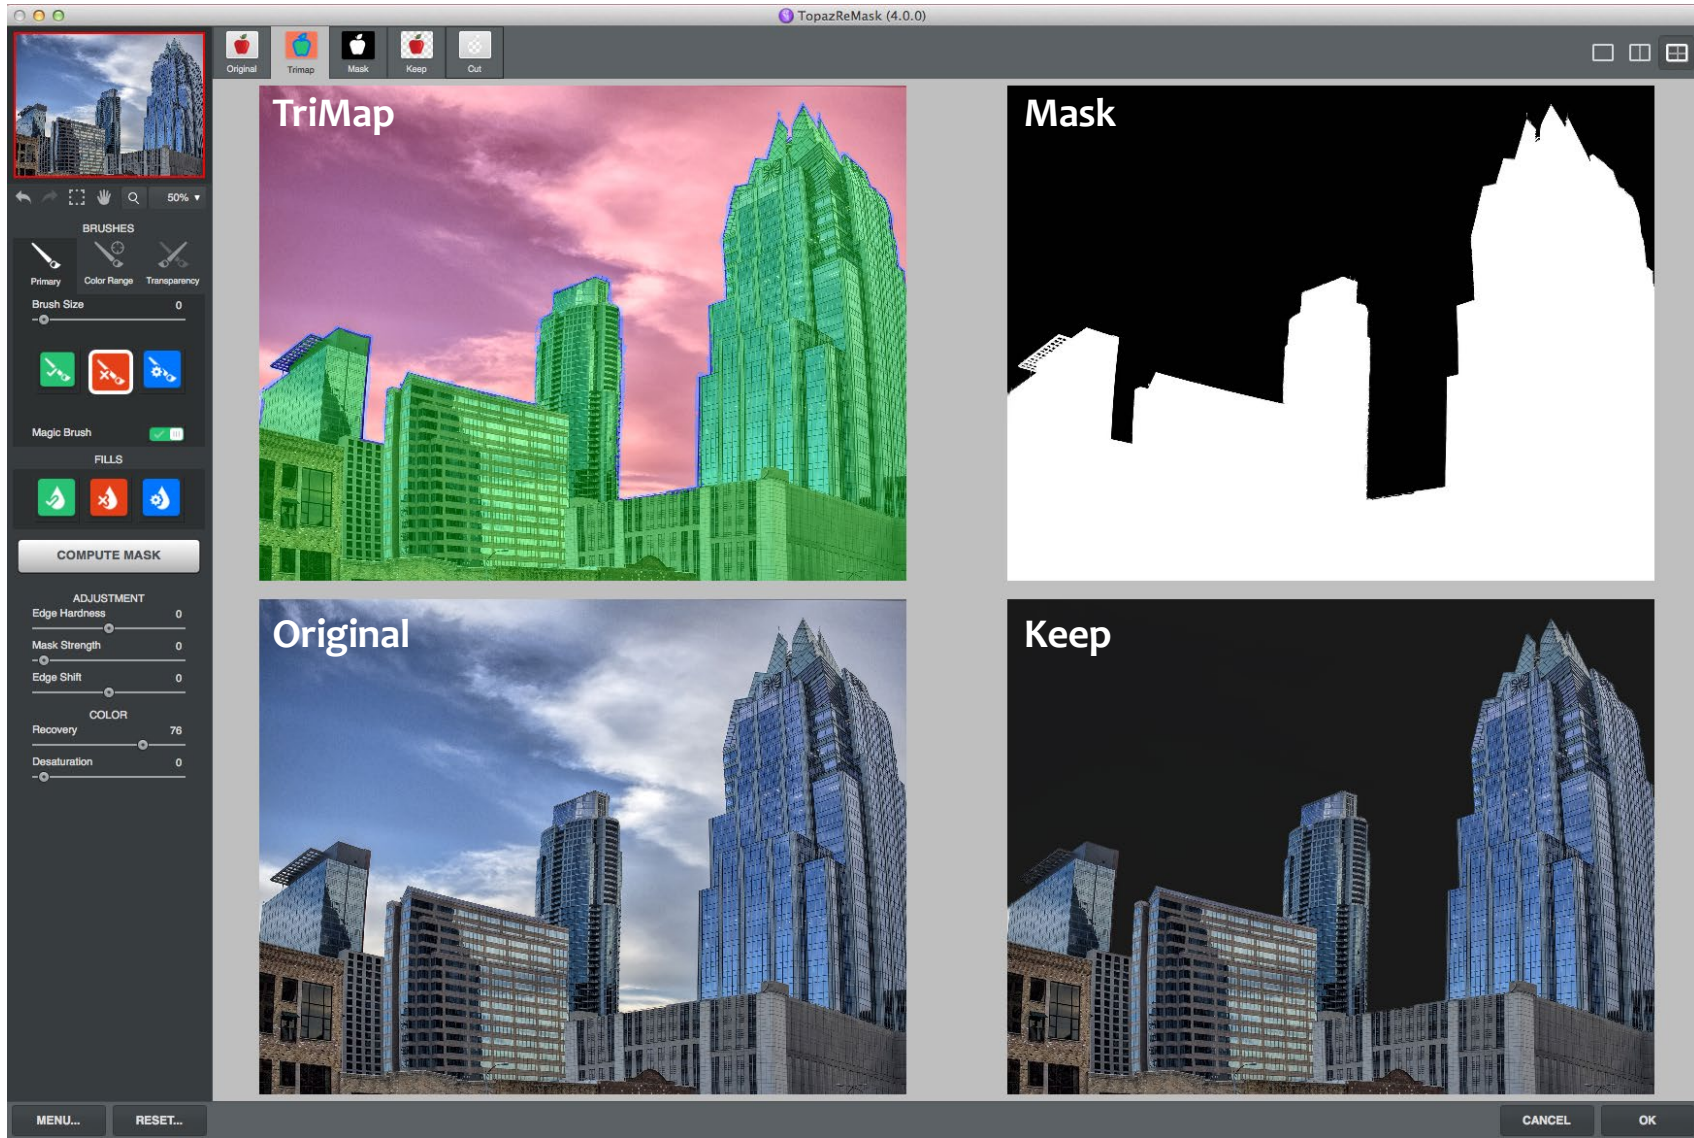 TopazReMask (4.0.0)
Original
Trimap
Mask
Keep
Cut
50%
BRUSHES
Primary
Color Range
Transparency
Brush Size 0
Magic Brush
FILLS
COMPUTE MASK
ADJUSTMENT
Edge Hardness 0
Mask Strength 0
Edge Shift 0
COLOR
Recovery 76
Desaturation 0
TriMap
Mask
Original
Keep
MENU...
RESET...
CANCEL
OK